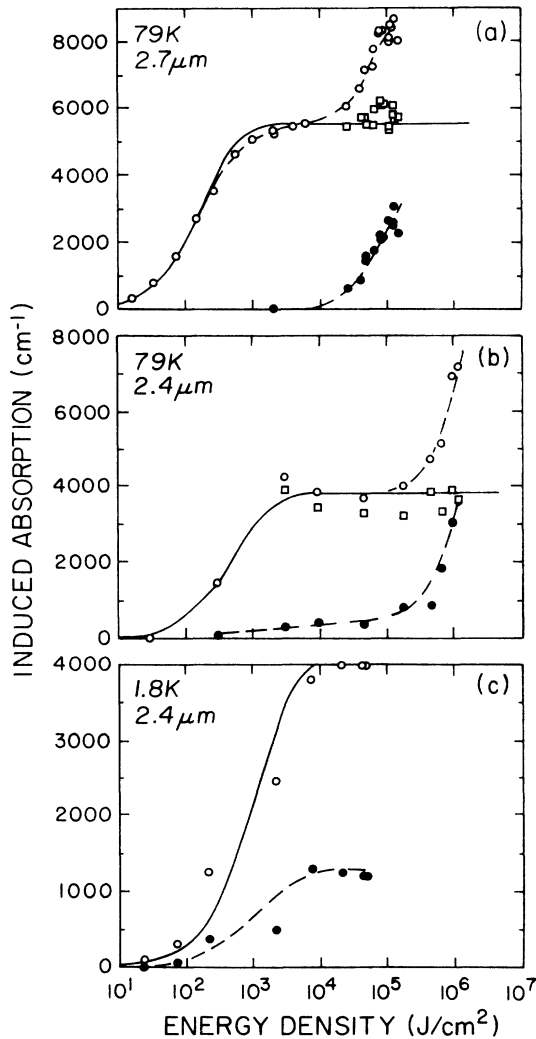 79K
2.7μm
(a)
8000
6000
4000
2000
0
79K
2.4μm
(b)
8000
6000
4000
2000
0
1.8K
2.4μm
(c)
4000
3000
2000
1000
0
INDUCED ABSORPTION (cm⁻¹)
10¹ 10² 10³ 10⁴ 10⁵ 10⁶ 10⁷
ENERGY DENSITY (J/cm²)